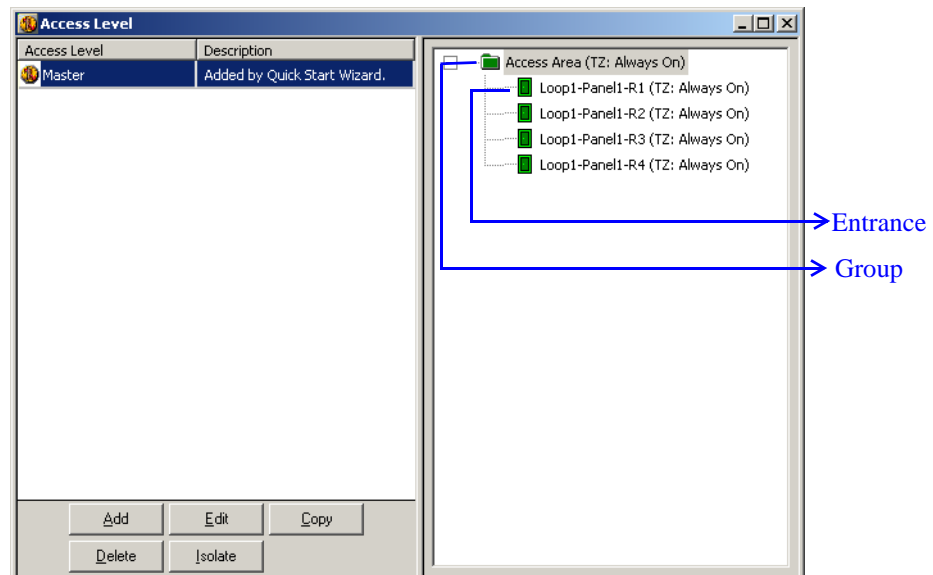 Access Level
Access Level Description
Master Added by Quick Start Wizard.
Access Area (TZ: Always On)
Loop1-Panel1-R1 (TZ: Always On)
Loop1-Panel1-R2 (TZ: Always On)
Loop1-Panel1-R3 (TZ: Always On)
Loop1-Panel1-R4 (TZ: Always On)
Entrance
Group
Add Edit Copy
Delete Isolate